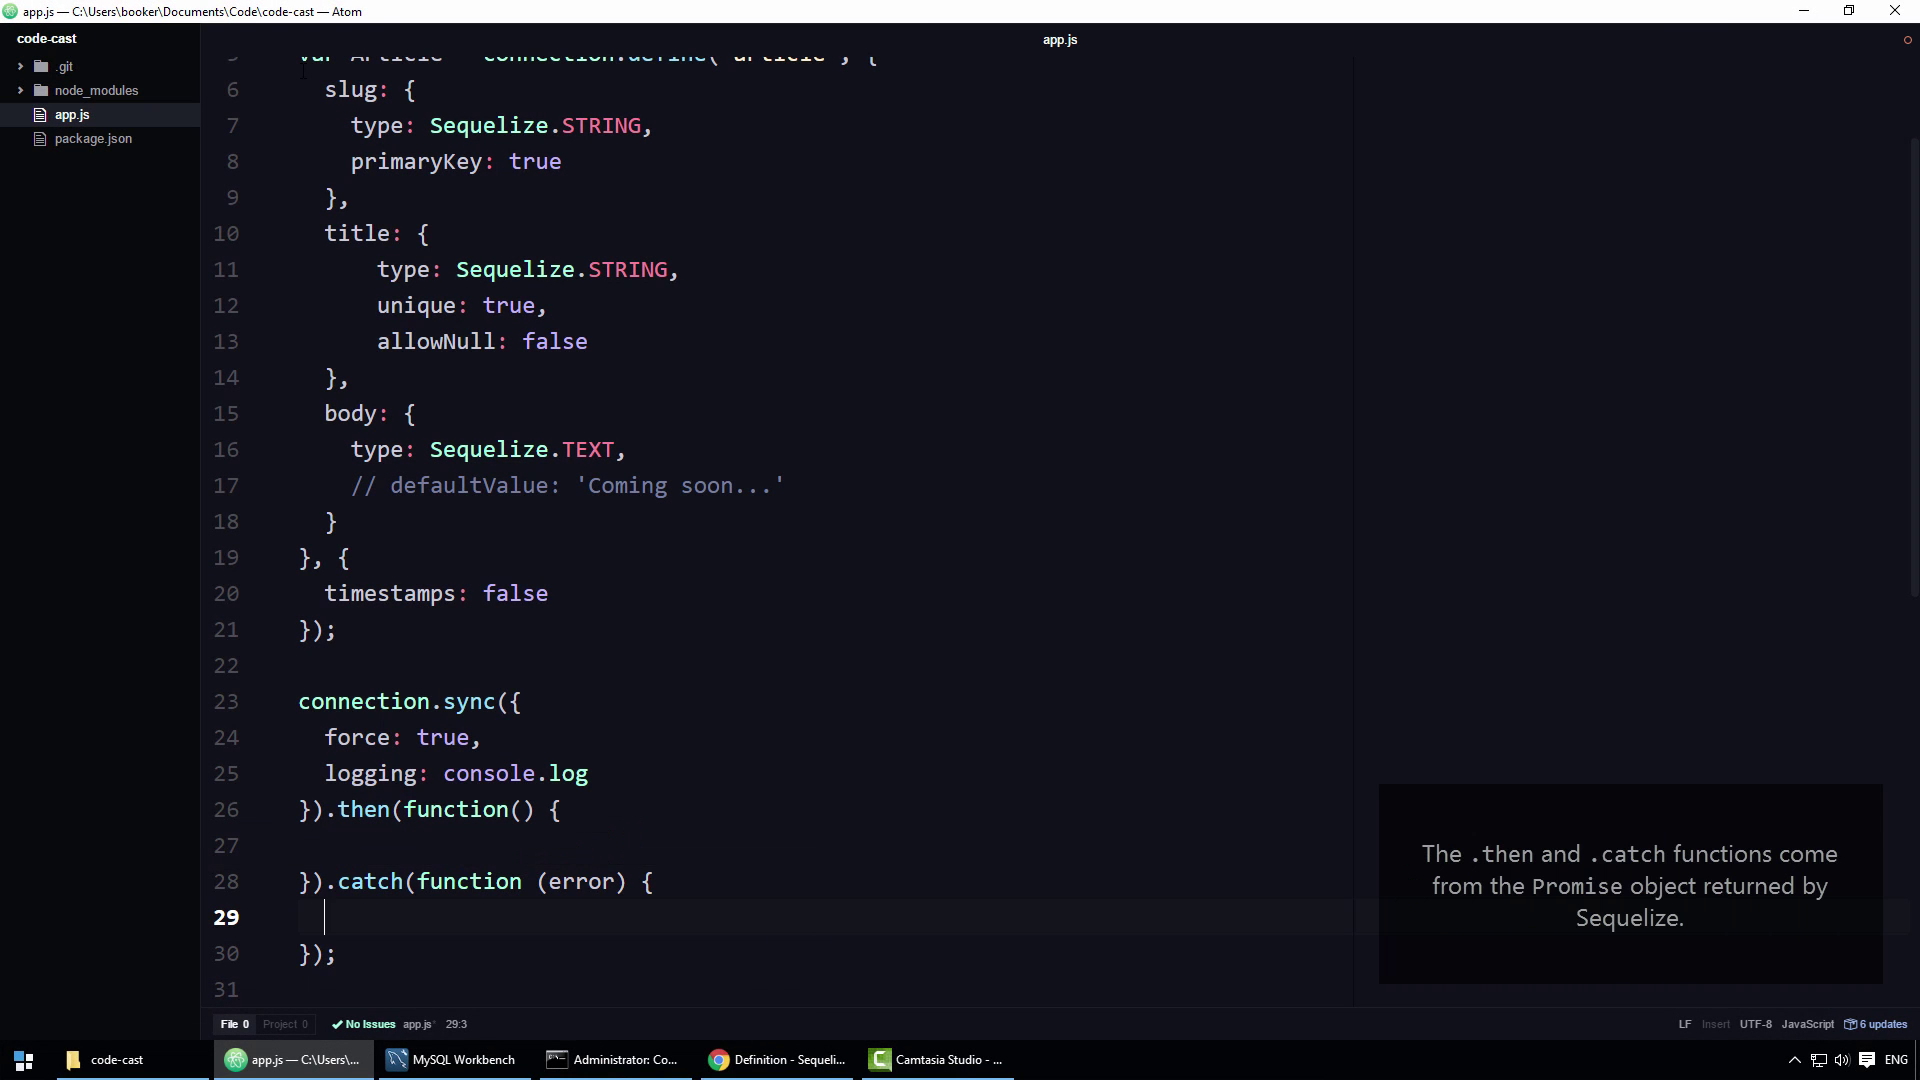 app.js — C:\Users\booker\Documents\Code\code-cast — Atom
code-cast
app.js
.git
node_modules
app.js
package.json
5 var Article = connection.define('article', {
6 slug: {
7 type: Sequelize.STRING,
8 primaryKey: true
9 },
10 title: {
11 type: Sequelize.STRING,
12 unique: true,
13 allowNull: false
14 },
15 body: {
16 type: Sequelize.TEXT,
17 // defaultValue: 'Coming soon...'
18 }
19 }, {
20 timestamps: false
21 });
22
23 connection.sync({
24 force: true,
25 logging: console.log
26 }).then(function() {
27
28 }).catch(function (error) {
29
30 });
31
The .then and .catch functions come
from the Promise object returned by
Sequelize.
File 0 Project 0 No Issues app.js* 29:3 LF Insert UTF-8 JavaScript 6 updates
code-cast app.js — C:\Users\... MySQL Workbench Administrator: Co... Definition - Sequeli... Camtasia Studio - ... ENG